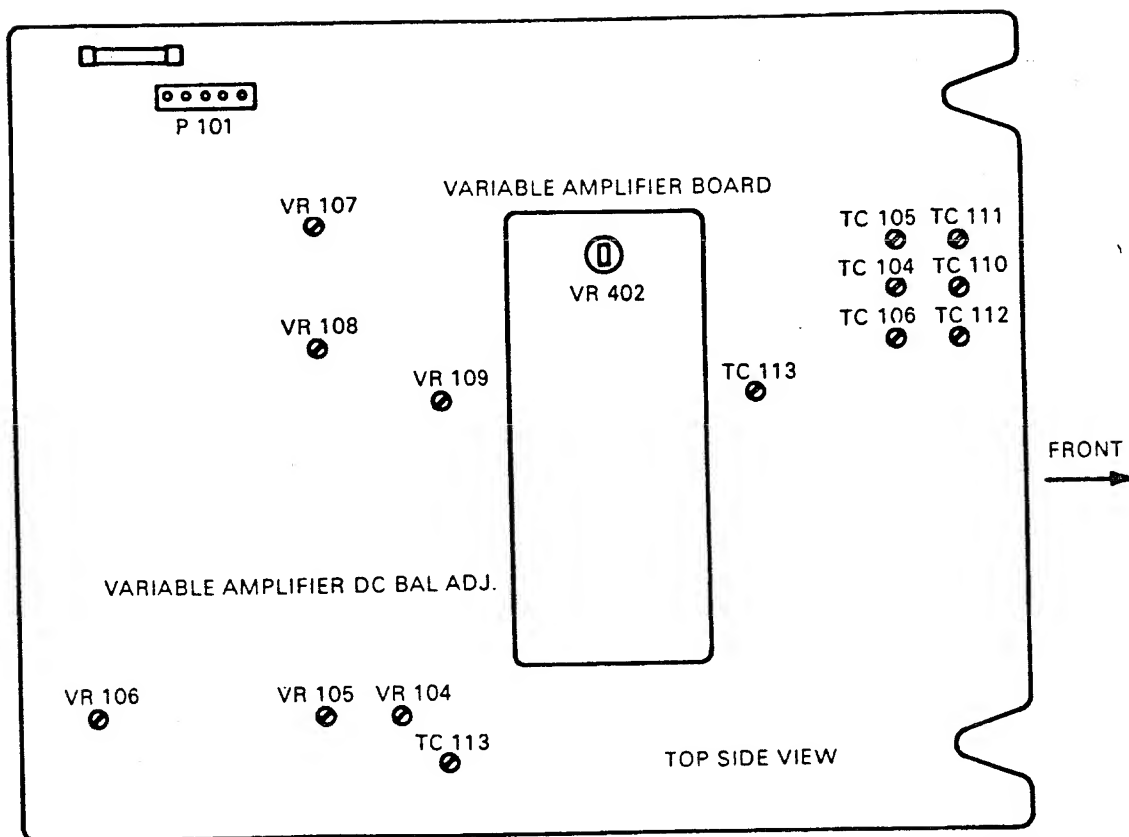 P 101
VARIABLE AMPLIFIER BOARD
VR 107
TC 105 TC 111
VR 402
TC 104 TC 110
VR 108
TC 106 TC 112
VR 109
TC 113
FRONT
VARIABLE AMPLIFIER DC BAL ADJ.
VR 106
VR 105 VR 104
TC 113
TOP SIDE VIEW